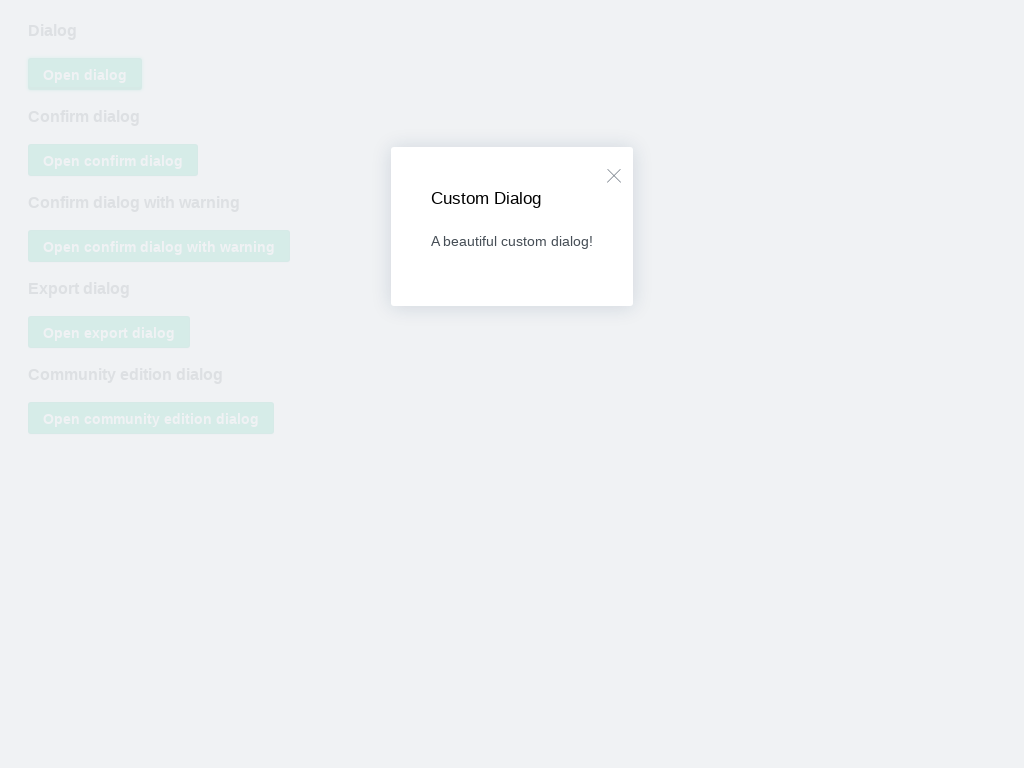 Dialog
Open dialog
Confirm dialog
Open confirm dialog
Confirm dialog with warning
Open confirm dialog with warning
Export dialog
Open export dialog
Community edition dialog
Open community edition dialog
Custom Dialog
A beautiful custom dialog!